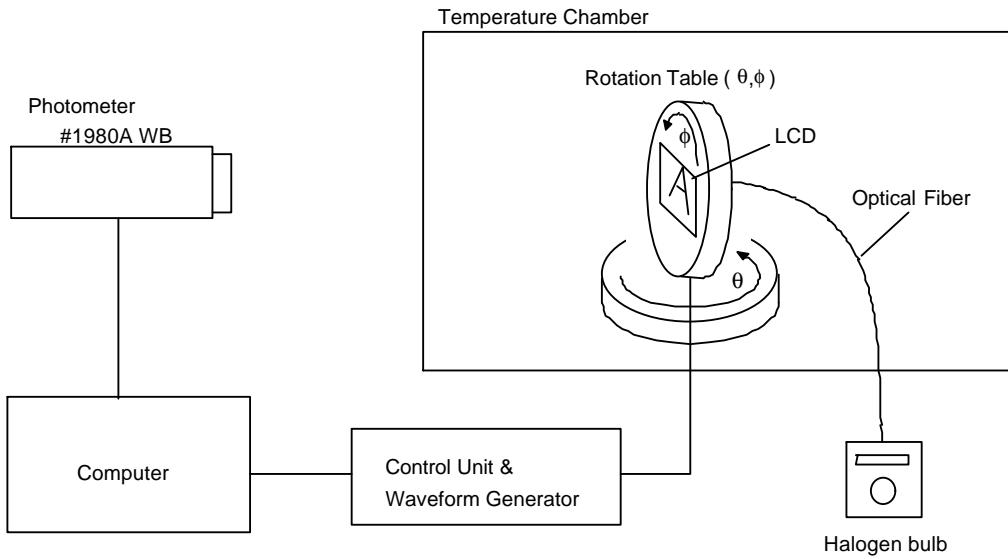 Temperature Chamber
Rotation Table ( θ,ϕ )
Photometer
#1980A WB
ϕ
LCD
A
Optical Fiber
θ
Computer
Control Unit &
Waveform Generator
Halogen bulb